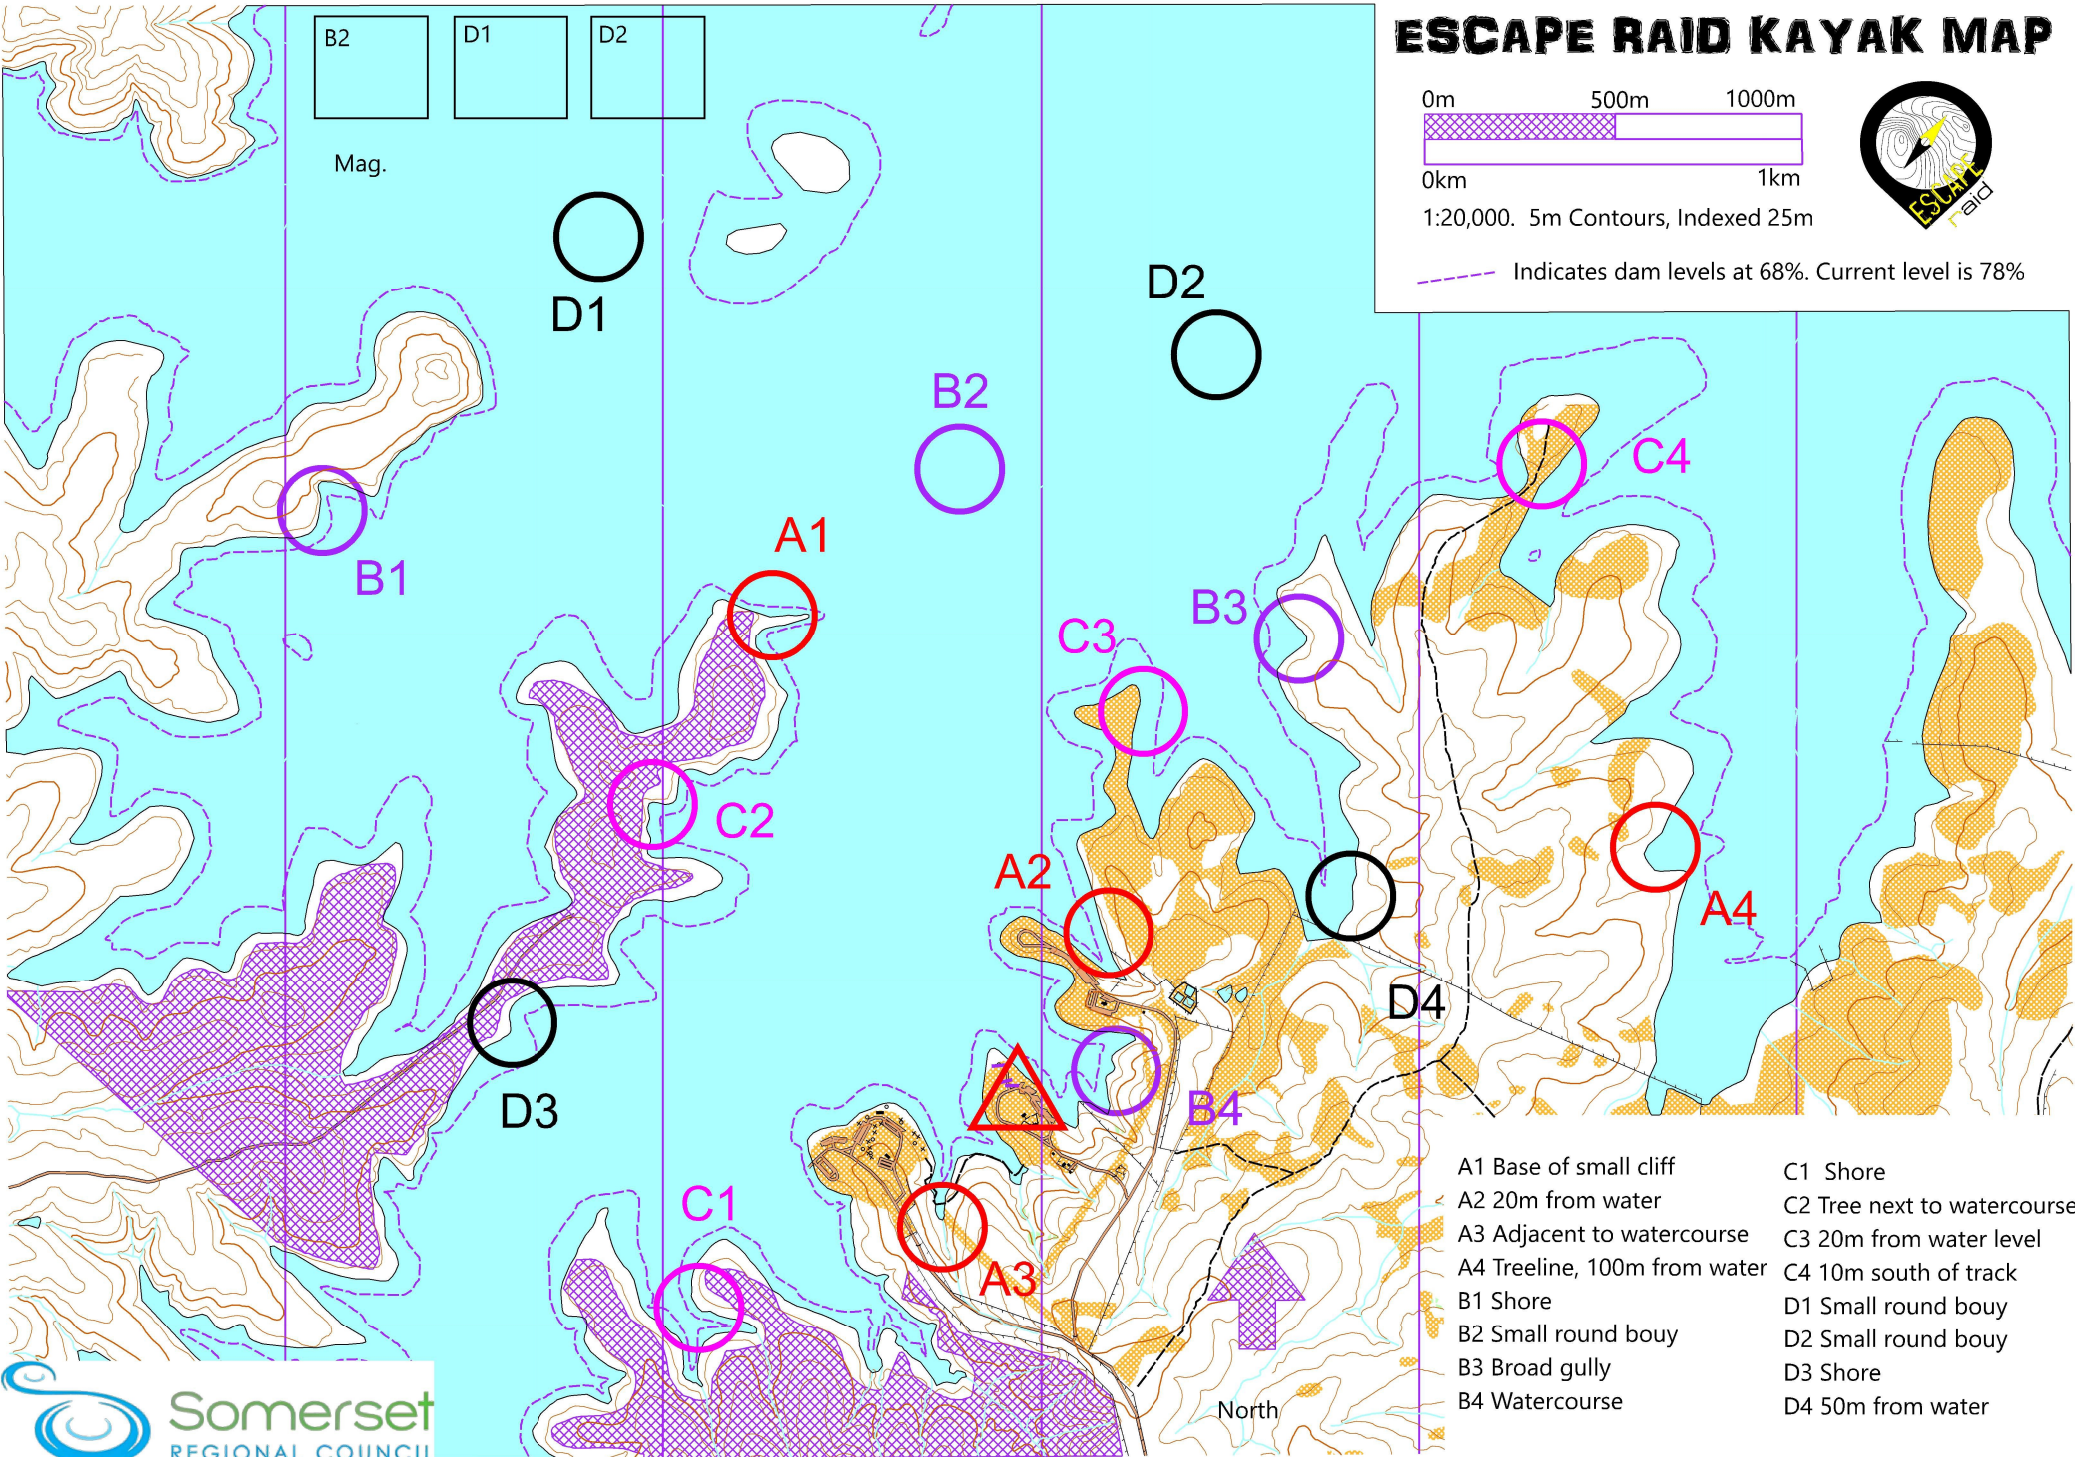 B2
D1
D2
ESCAPE RAID KAYAK MAP
0m 500m 1000m
0km 1km
1:20,000. 5m Contours, Indexed 25m
Indicates dam levels at 68%. Current level is 78%
ESCAPE
raid
Mag.
D1
D2
B2
C4
A1
B1
B3
C3
C2
A2
A4
D4
D3
B4
C1
A3
North
A1 Base of small cliff
A2 20m from water
A3 Adjacent to watercourse
A4 Treeline, 100m from water
B1 Shore
B2 Small round bouy
B3 Broad gully
B4 Watercourse
C1 Shore
C2 Tree next to watercourse
C3 20m from water level
C4 10m south of track
D1 Small round bouy
D2 Small round bouy
D3 Shore
D4 50m from water
Somerset
REGIONAL COUNCIL